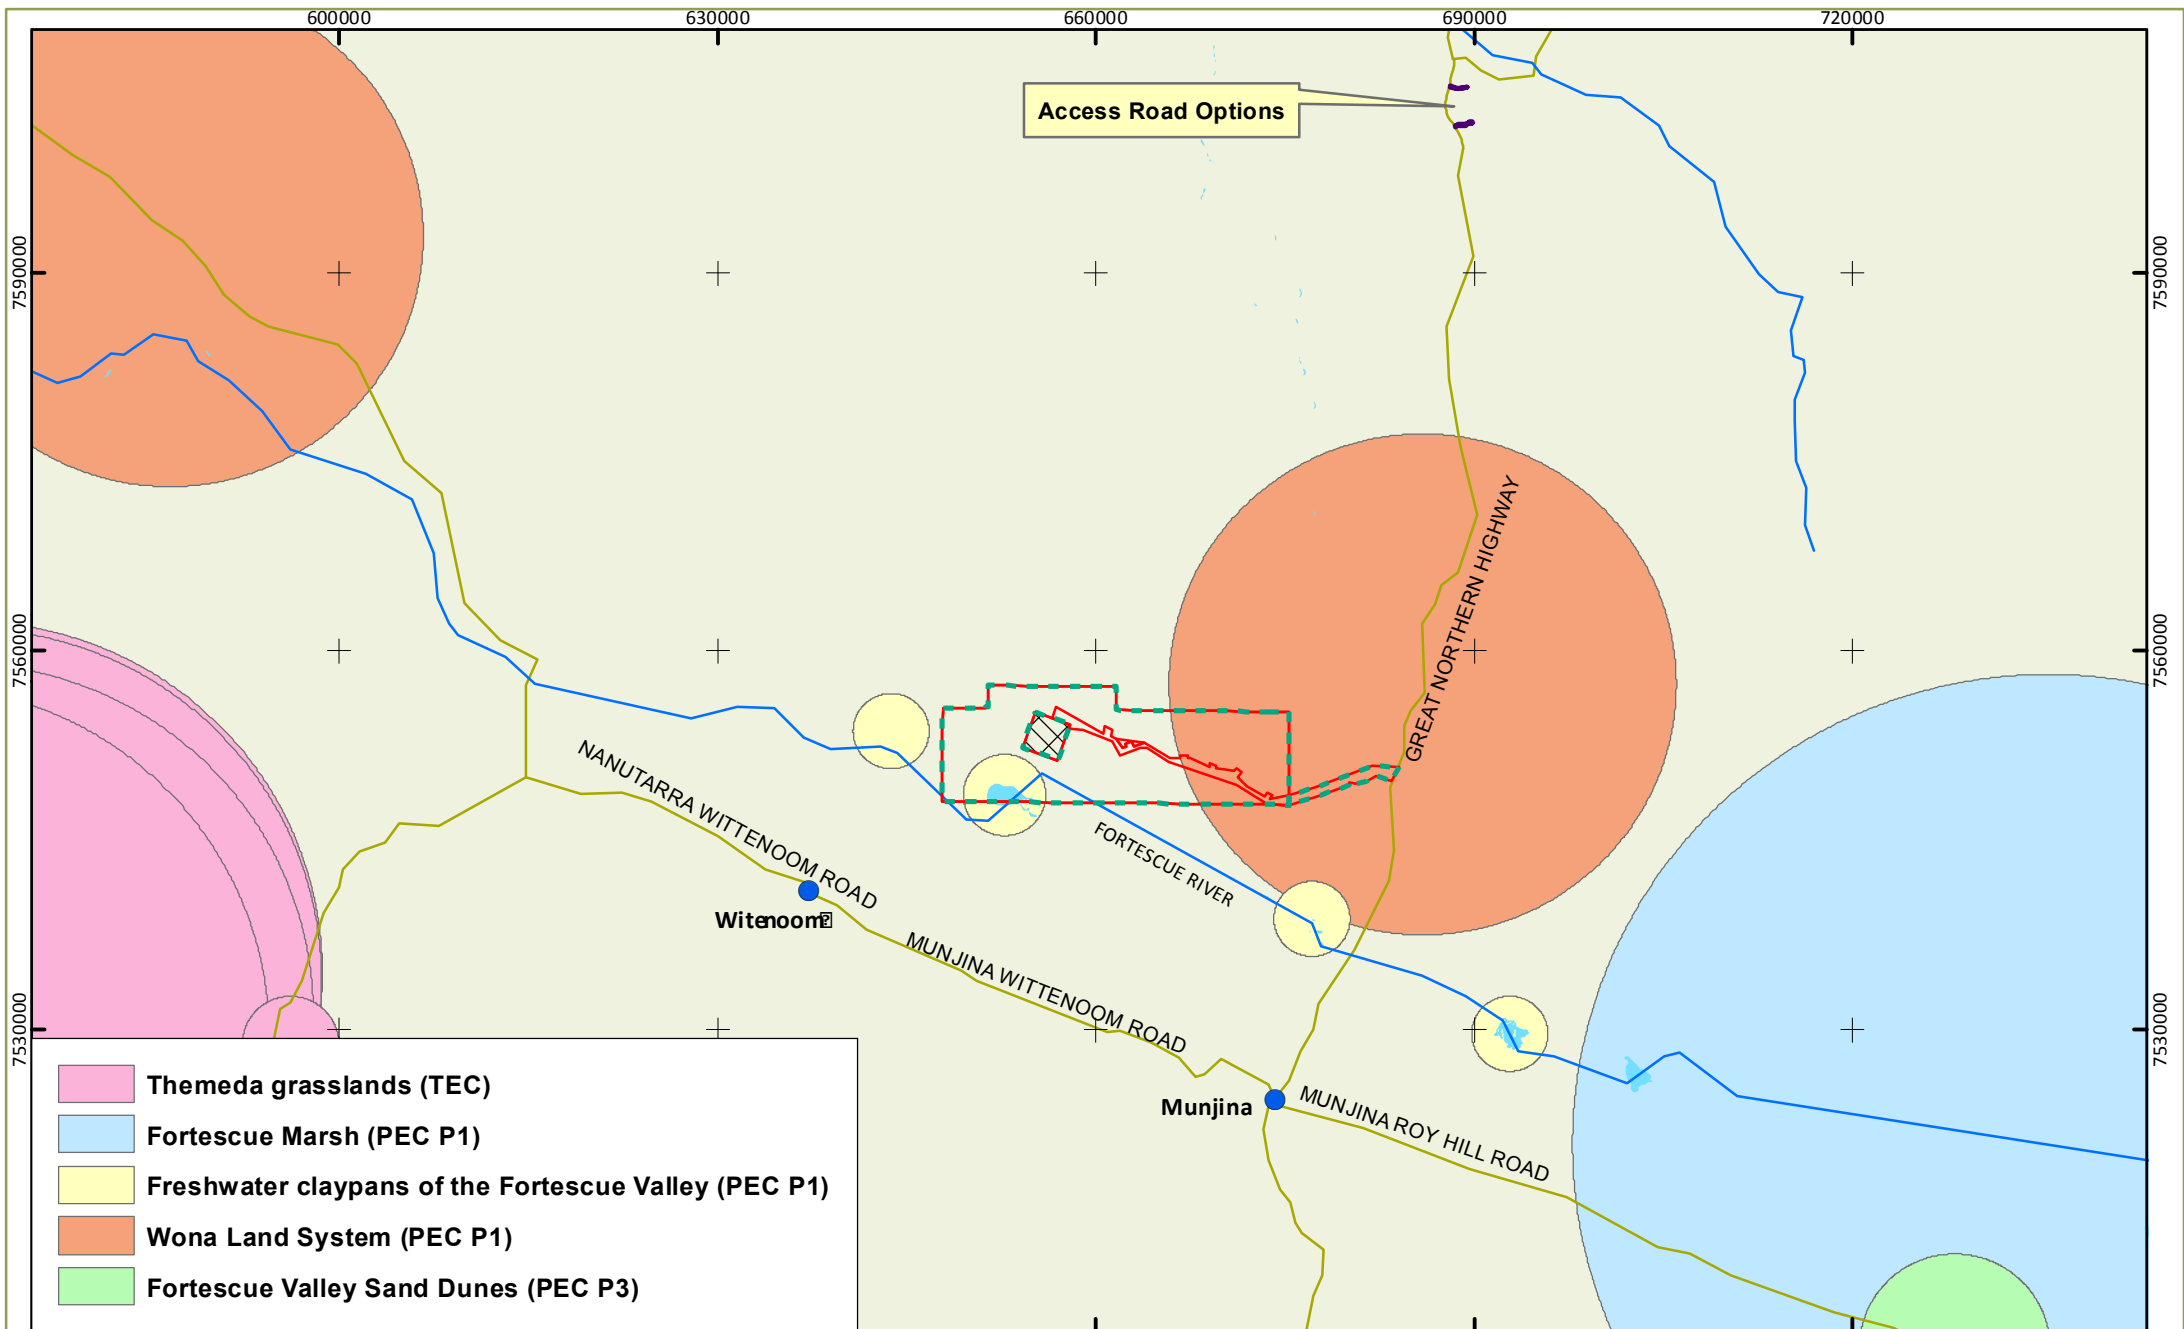 600000
630000
660000
690000
720000
Access Road Options
7590000
7590000
GREAT NORTHERN HIGHWAY
7560000
7560000
NANUTARRA WITTENOOM ROAD
FORTESCUE RIVER
Witenoom
MUNJINA WITTENOOM ROAD
7530000
7530000
Munjina
MUNJINA ROY HILL ROAD
Themeda grasslands (TEC)
Fortescue Marsh (PEC P1)
Freshwater claypans of the Fortescue Valley (PEC P1)
Wona Land System (PEC P1)
Fortescue Valley Sand Dunes (PEC P3)